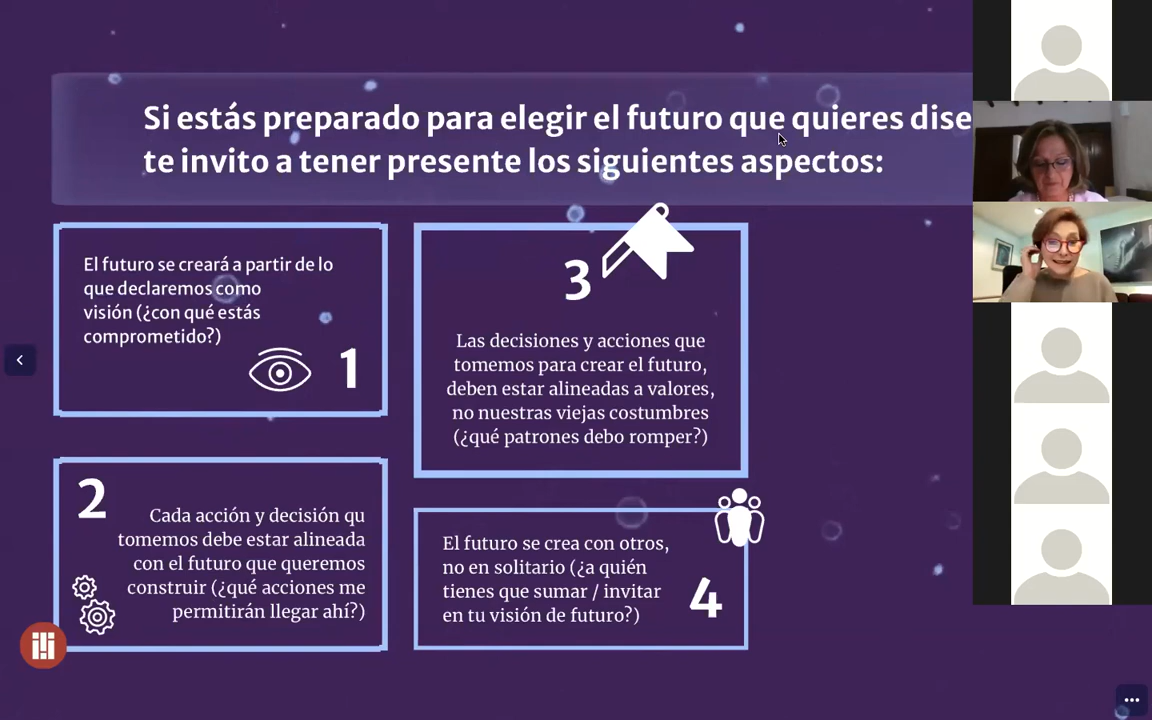 Si estás preparado para elegir el futuro que quieres dise
te invito a tener presente los siguientes aspectos:
El futuro se creará a partir de lo
que declaremos como
visión (¿con qué estás
comprometido?)
1
2
Cada acción y decisión qu
tomemos debe estar alineada
con el futuro que queremos
construir (¿qué acciones me
permitirán llegar ahí?)
3
Las decisiones y acciones que
tomemos para crear el futuro,
deben estar alineadas a valores,
no nuestras viejas costumbres
(¿qué patrones debo romper?)
El futuro se crea con otros,
no en solitario (¿a quién
tienes que sumar / invitar
en tu visión de futuro?)
4